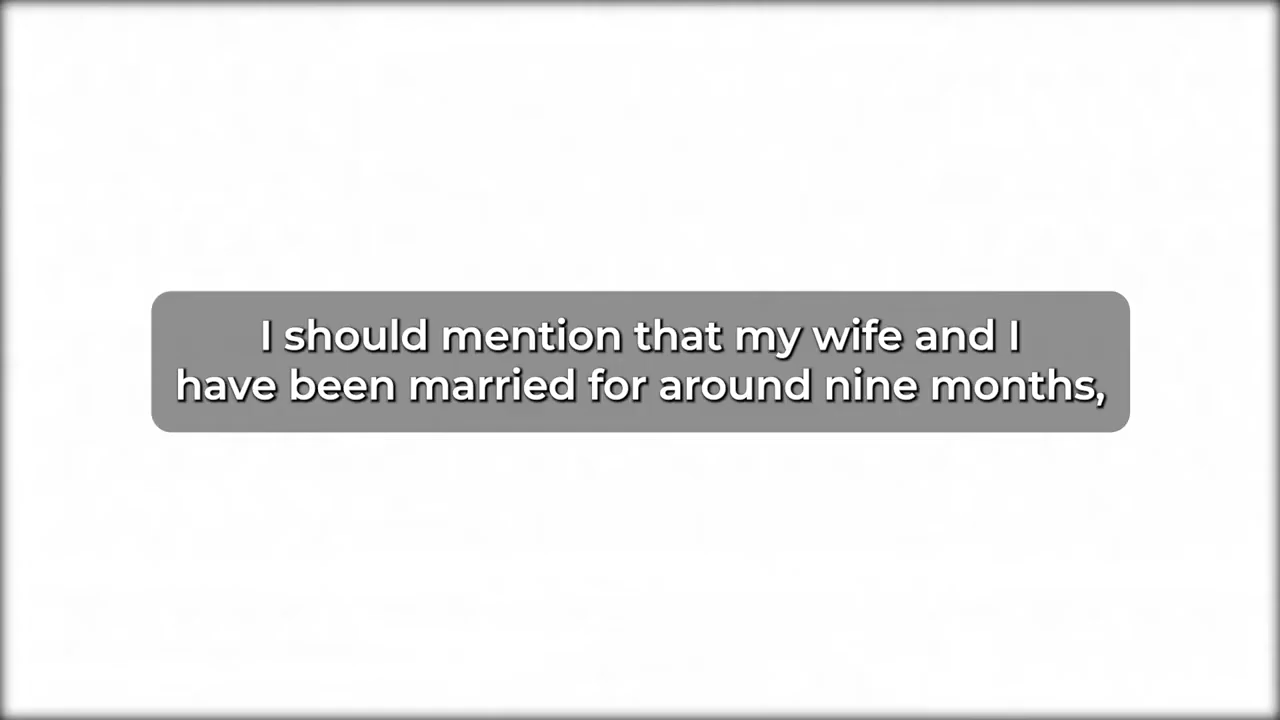 I should mention that my wife and I
have been married for around nine months,